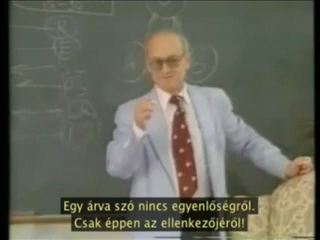 Egy árva szó nincs egyenlőségről.
Csak éppen az ellenkezőjéről!